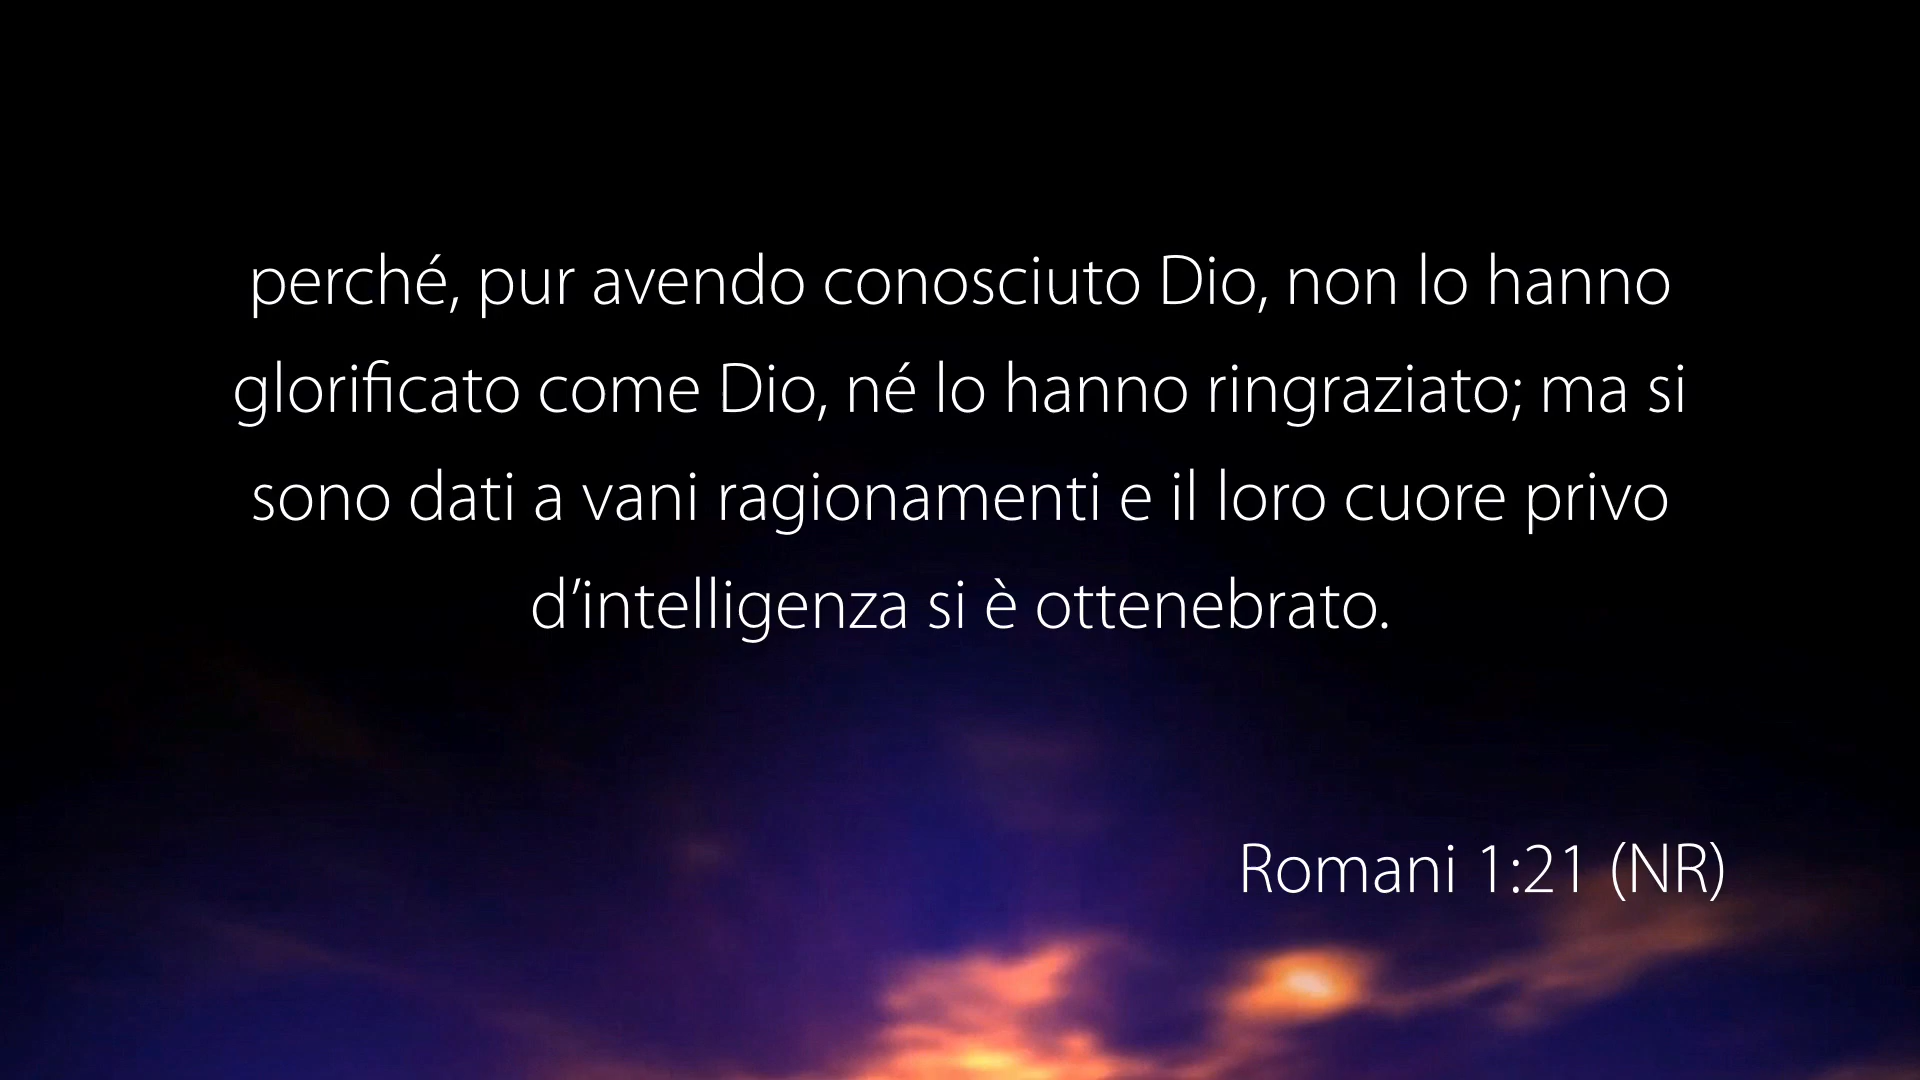 perché, pur avendo conosciuto Dio, non lo hanno
glorificato come Dio, né lo hanno ringraziato; ma si
sono dati a vani ragionamenti e il loro cuore privo
d’intelligenza si è ottenebrato.
Romani 1:21 (NR)